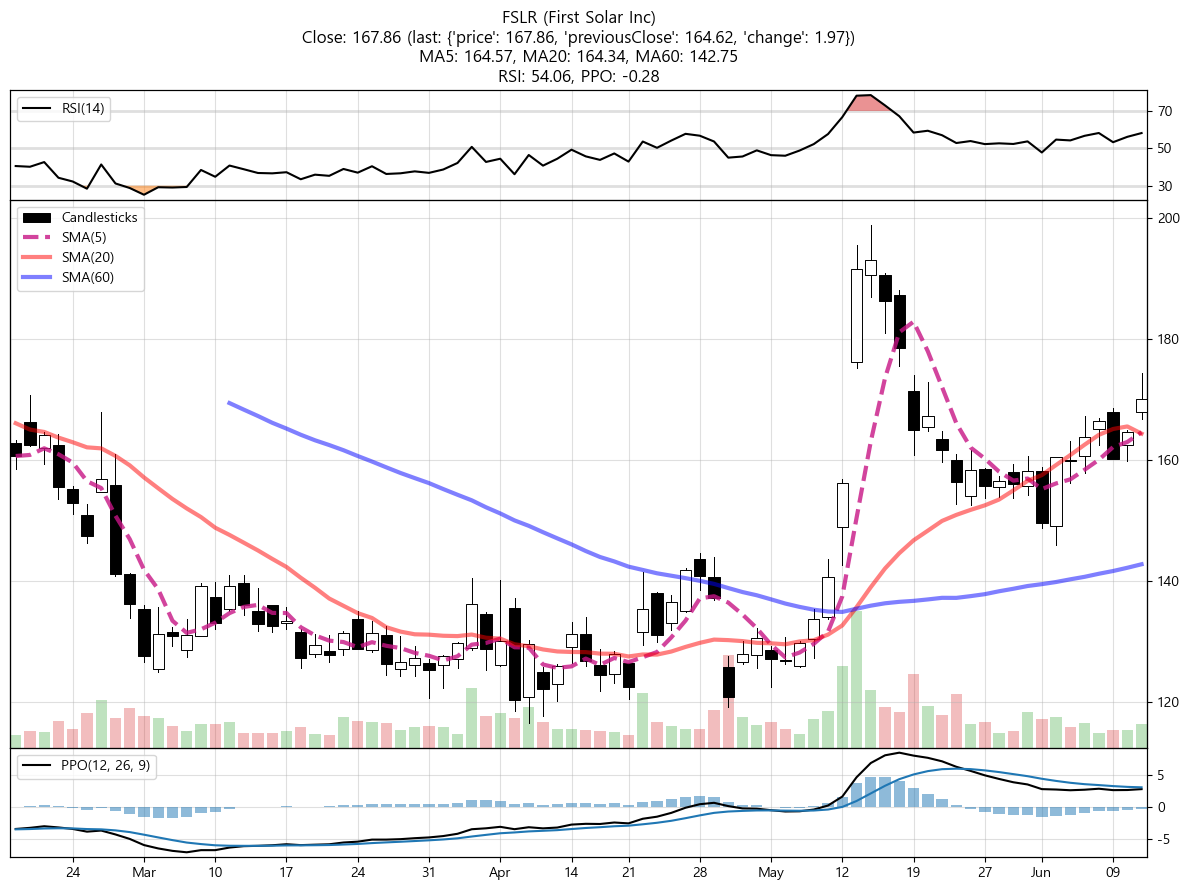 FSLR (First Solar Inc)
Close: 167.86 (last: {'price': 167.86, 'previousClose': 164.62, 'change': 1.97})
MA5: 164.57, MA20: 164.34, MA60: 142.75
RSI: 54.06, PPO: -0.28
RSI(14)
70
50
30
Candlesticks
SMA(5)
SMA(20)
SMA(60)
200
180
160
140
120
PPO(12, 26, 9)
5
0
-5
24 Mar 10 17 24 31 Apr 14 21 28 May 12 19 27 Jun 09